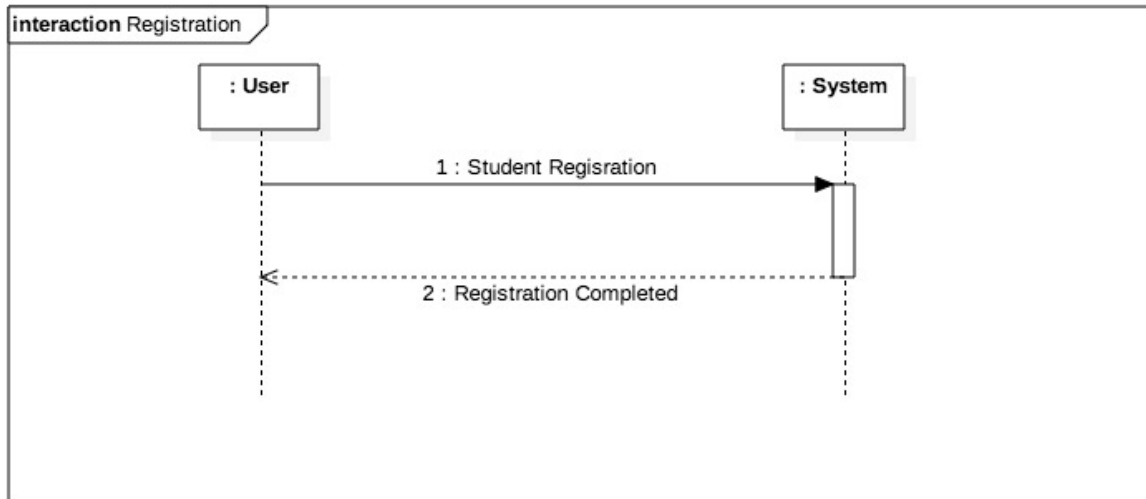 interaction Registration
: User
: System
1 : Student Regisration
2 : Registration Completed